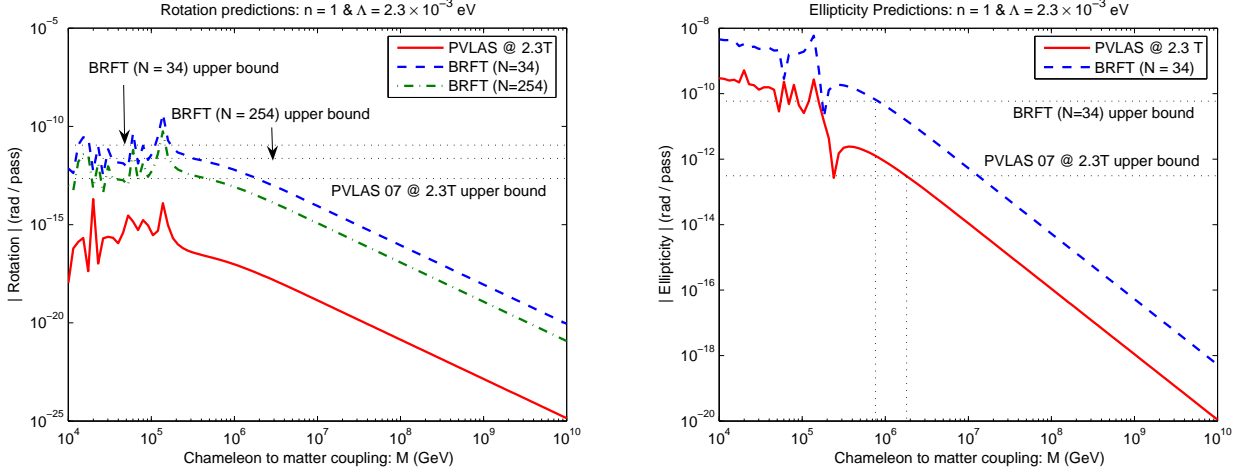 Rotation predictions: n = 1 & Λ = 2.3 × 10⁻³ eV
10⁻⁵
10⁻¹⁰
10⁻¹⁵
10⁻²⁰
10⁻²⁵
| Rotation | (rad / pass)
PVLAS @ 2.3T
BRFT (N=34)
BRFT (N=254)
BRFT (N = 34) upper bound
BRFT (N = 254) upper bound
PVLAS 07 @ 2.3T upper bound
10⁴ 10⁵ 10⁶ 10⁷ 10⁸ 10⁹ 10¹⁰
Chameleon to matter coupling: M (GeV)
Ellipticity Predictions: n = 1 & Λ = 2.3 × 10⁻³ eV
10⁻⁸
10⁻¹⁰
10⁻¹²
10⁻¹⁴
10⁻¹⁶
10⁻¹⁸
10⁻²⁰
| Ellipticity | (rad / pass)
PVLAS @ 2.3 T
BRFT (N = 34)
BRFT (N=34) upper bound
PVLAS 07 @ 2.3T upper bound
10⁴ 10⁵ 10⁶ 10⁷ 10⁸ 10⁹ 10¹⁰
Chameleon to matter coupling: M (GeV)